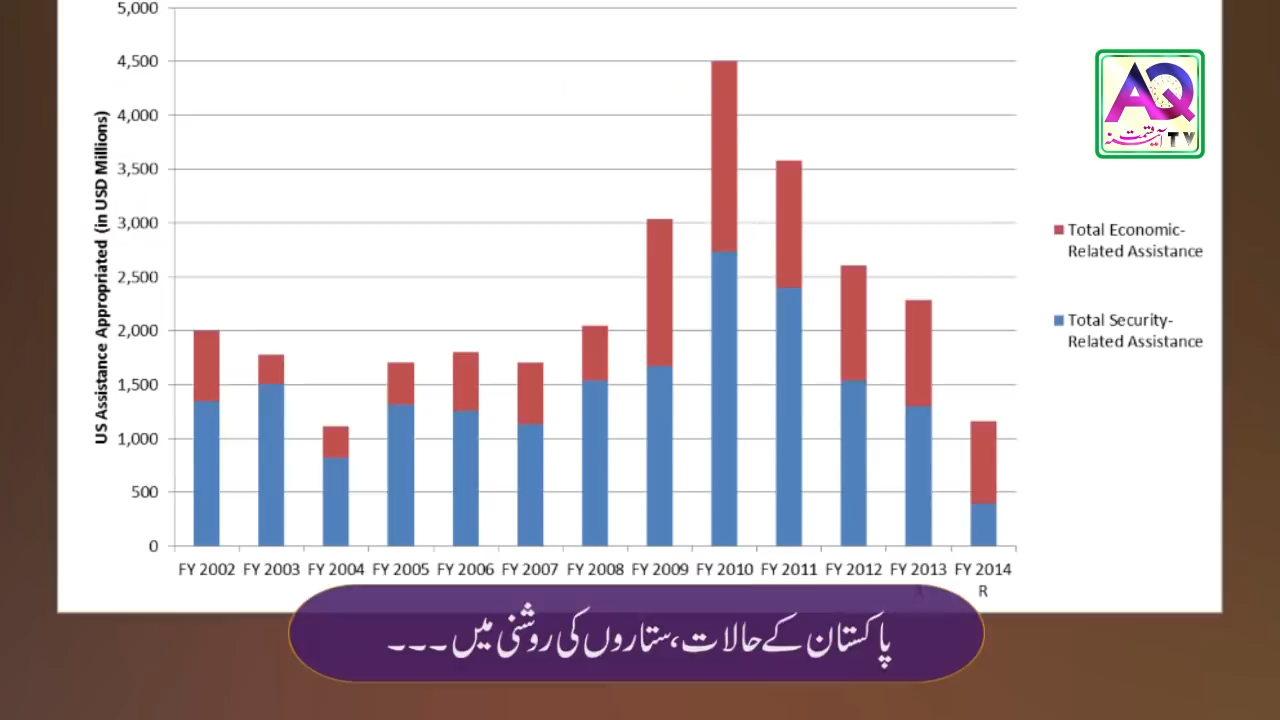 5,000
4,500
4,000
3,500
3,000
2,500
2,000
1,500
1,000
500
0
US Assistance Appropriated (in USD Millions)
FY 2002 FY 2003 FY 2004 FY 2005 FY 2006 FY 2007 FY 2008 FY 2009 FY 2010 FY 2011 FY 2012 FY 2013 FY 2014
R
Total Economic-
Related Assistance
Total Security-
Related Assistance
AQ
آئینہ قسمت TV
پاکستان کے حالات، ستاروں کی روشنی میں ۔۔۔